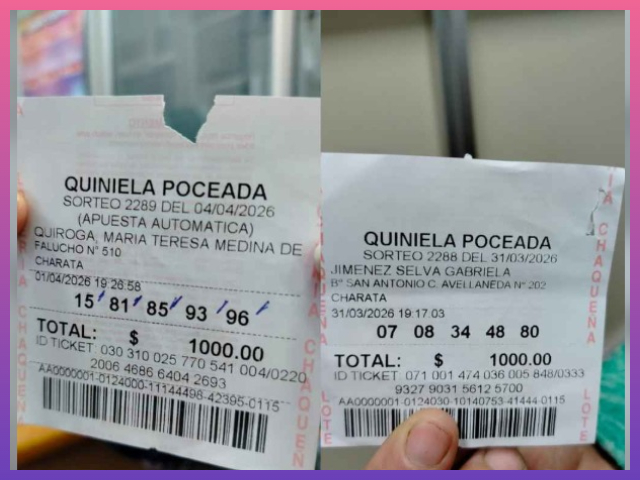 QUINIELA POCEADA
SORTEO 2289 DEL 04/04/2026
(APUESTA AUTOMATICA)
QUIROGA, MARIA TERESA MEDINA DE
FALUCHO N° 510
CHARATA
01/04/2026 19:26:58
15 81 85 93 96
TOTAL: $ 1000.00
ID TICKET: 030 310 025 770 541 004/0220
2006 4686 6404 2693
AA0000001-0124000-11144496-42395-0115
CHAQUEÑA
QUINIELA POCEADA
SORTEO 2288 DEL 31/03/2026
JIMENEZ SELVA GABRIELA
B° SAN ANTONIO C. AVELLANEDA N° 202
CHARATA
31/03/2026 19:17:03
07 08 34 48 80
TOTAL: $ 1000.00
ID TICKET: 071 001 474 036 005 848/0333
9327 9031 5612 5700
AA0000001-0124030-10140753-41444-0115
CHAQUEÑA
LOTE